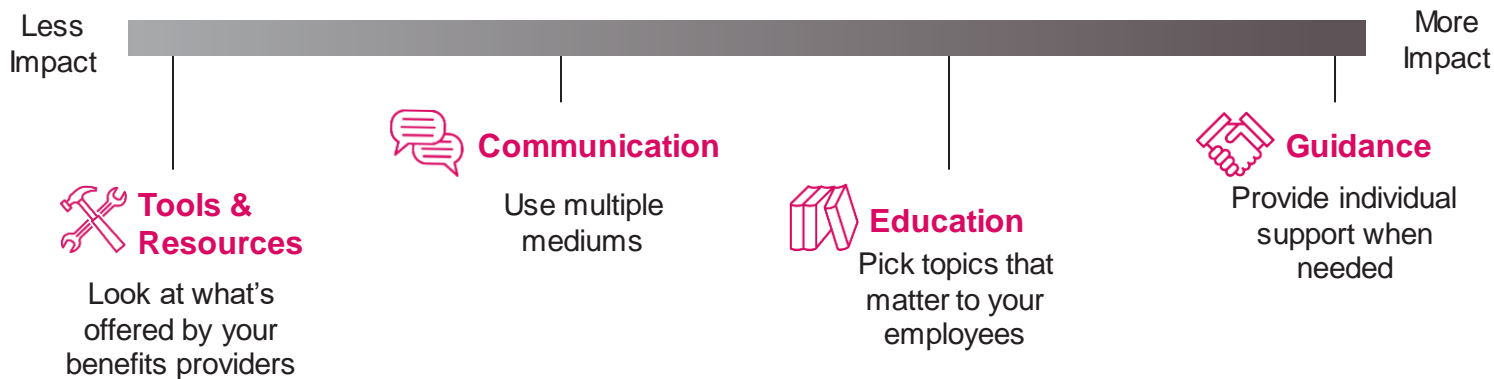 Less
Impact
More
Impact
Tools &
Resources
Look at what's
offered by your
benefits providers
Communication
Use multiple
mediums
Education
Pick topics that
matter to your
employees
Guidance
Provide individual
support when
needed